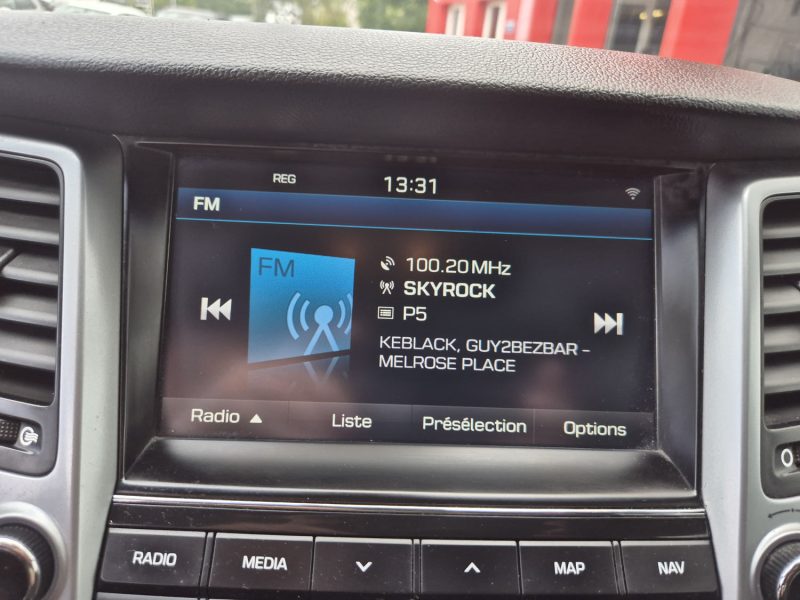 REG
13:31
FM
FM
100.20 MHz
SKYROCK
P5
KEBLACK, GUY2BEZBAR -
MELROSE PLACE
Radio ▲ Liste Présélection Options
RADIO MEDIA MAP NAV